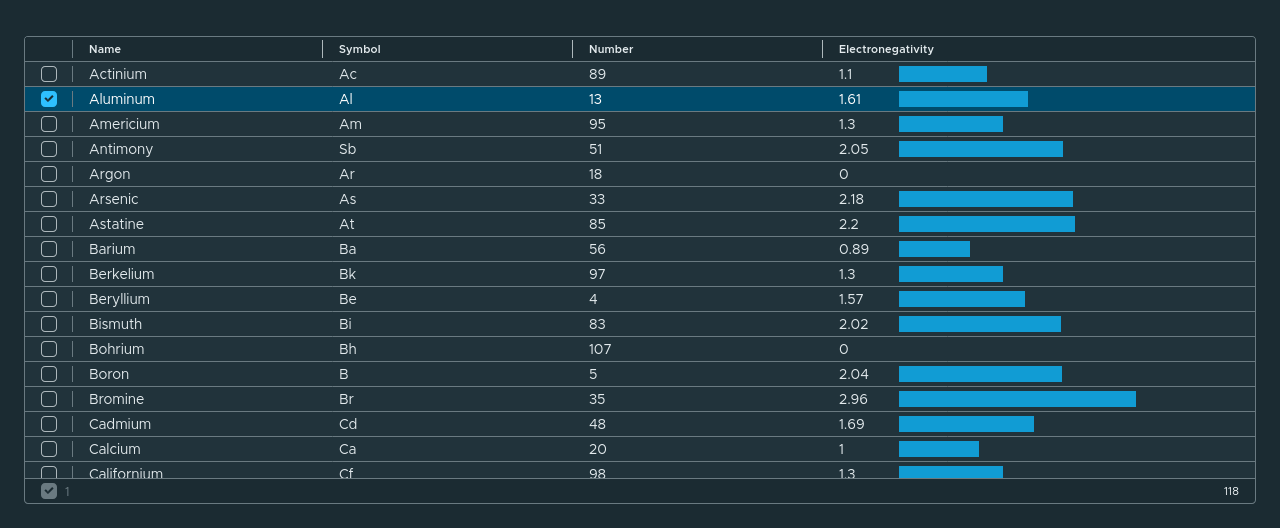 Name Symbol Number Electronegativity
Actinium Ac 89 1.1
Aluminum Al 13 1.61
Americium Am 95 1.3
Antimony Sb 51 2.05
Argon Ar 18 0
Arsenic As 33 2.18
Astatine At 85 2.2
Barium Ba 56 0.89
Berkelium Bk 97 1.3
Beryllium Be 4 1.57
Bismuth Bi 83 2.02
Bohrium Bh 107 0
Boron B 5 2.04
Bromine Br 35 2.96
Cadmium Cd 48 1.69
Calcium Ca 20 1
Californium Cf 98 1.3
1 118